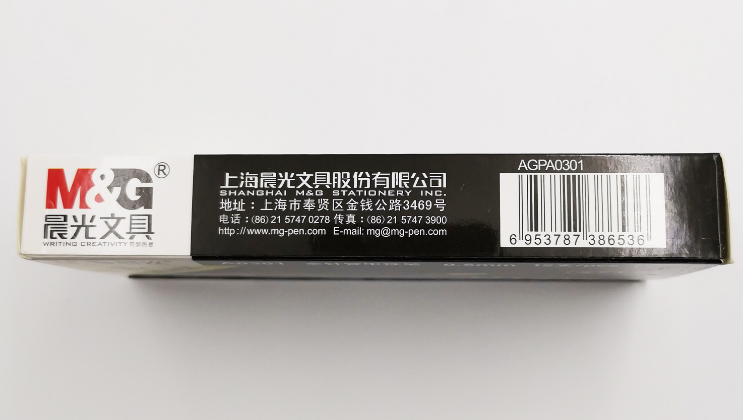 M&G®
晨光文具
WRITING CREATIVITY
上海晨光文具股份有限公司
SHANGHAI M&G STATIONERY INC.
地址：上海市奉贤区金钱公路3469号
电话：(86) 21 5747 0278 传真：(86) 21 5747 3900
http://www.mg-pen.com E-mail: mg@mg-pen.com
AGPA0301
6 953787 386536